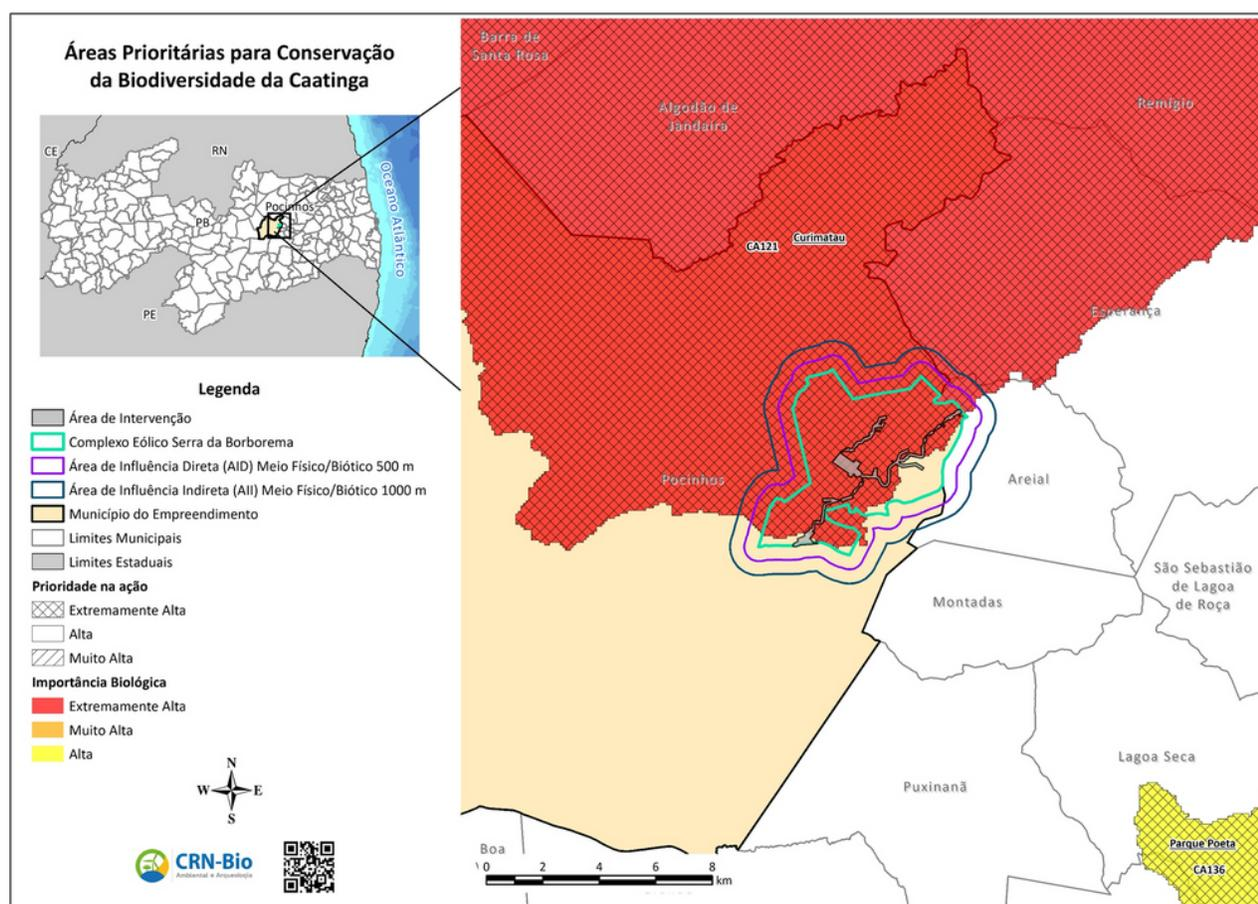 Áreas Prioritárias para Conservação
da Biodiversidade da Caatinga
CE
RN
Pocinhos
PB
PE
Oceano Atlântico
Legenda
Área de Intervenção
Complexo Eólico Serra da Borborema
Área de Influência Direta (AID) Meio Físico/Biótico 500 m
Área de Influência Indireta (AII) Meio Físico/Biótico 1000 m
Município do Empreendimento
Limites Municipais
Limites Estaduais
Prioridade na ação
Extremamente Alta
Alta
Muito Alta
Importância Biológica
Extremamente Alta
Muito Alta
Alta
N
W E
S
CRN-Bio
Ambiental e Arqueologia
Barra de
Santa Rosa
Algodão de
Jandaíra
Remígio
CA121
Curimatau
Esperança
Pocinhos
Areial
Montadas
São Sebastião
de Lagoa
de Roça
Lagoa Seca
Puxinanã
Parque Poeta
CA136
Boa
0 2 4 6 8
km